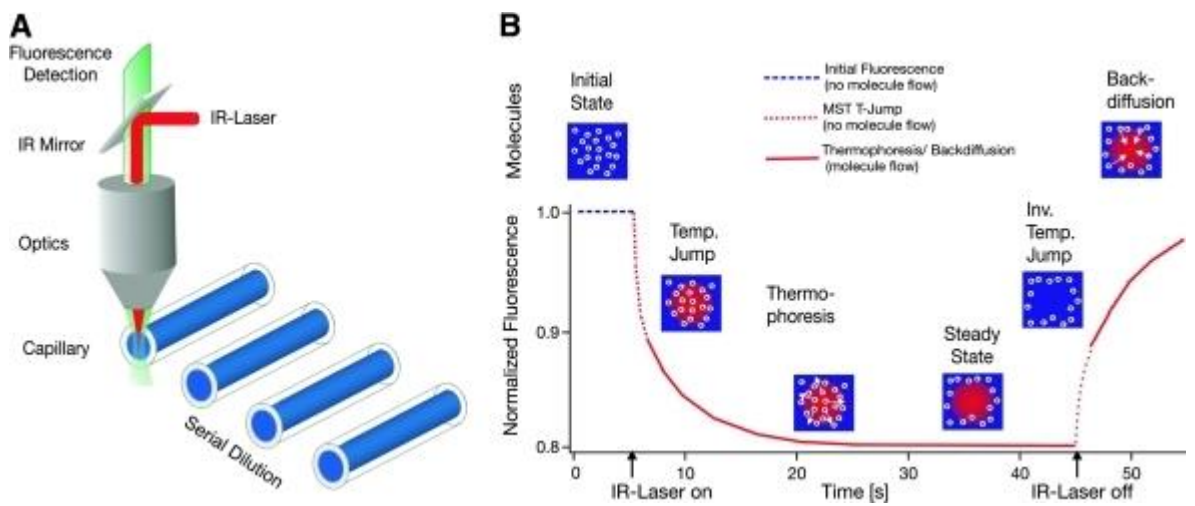 A
Fluorescence
Detection
IR-Laser
IR Mirror
Optics
Capillary
Serial Dilution
B
Molecules
Initial
State
Initial Fluorescence
(no molecule flow)
MST T-Jump
(no molecule flow)
Thermophoresis/ Backdiffusion
(molecule flow)
Back-
diffusion
Normalized Fluorescence
1.0
0.9
0.8
Temp.
Jump
Thermo-
phoresis
Steady
State
Inv.
Temp.
Jump
0
10
20
30
40
50
IR-Laser on
Time [s]
IR-Laser off